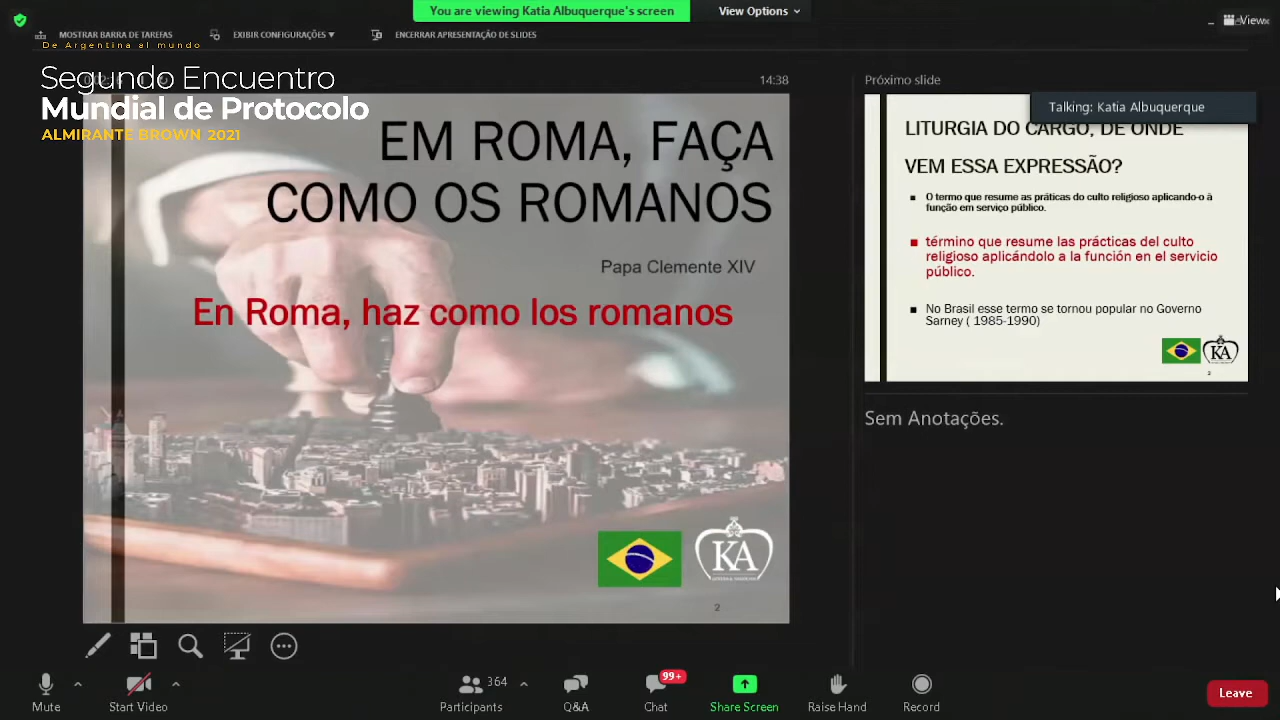 You are viewing Katia Albuquerque's screen
View Options
View
MOSTRAR BARRA DE TAREFAS
EXIBIR CONFIGURAÇÕES
ENCERRAR APRESENTAÇÃO DE SLIDES
De Argentina al mundo
Segundo Encuentro
Mundial de Protocolo
ALMIRANTE BROWN 2021
14:38
Próximo slide
Talking: Katia Albuquerque
EM ROMA, FAÇA
COMO OS ROMANOS
Papa Clemente XIV
En Roma, haz como los romanos
KA
2
LITURGIA DO CARGO, DE ONDE
VEM ESSA EXPRESSÃO?
O termo que resume as práticas do culto religioso aplicando-o à
função em serviço público.
término que resume las prácticas del culto
religioso aplicándolo a la función en el servicio
público.
No Brasil esse termo se tornou popular no Governo
Sarney ( 1985-1990)
KA
2
Sem Anotações.
Mute
Start Video
364
Participants
Q&A
99+
Chat
Share Screen
Raise Hand
Record
Leave